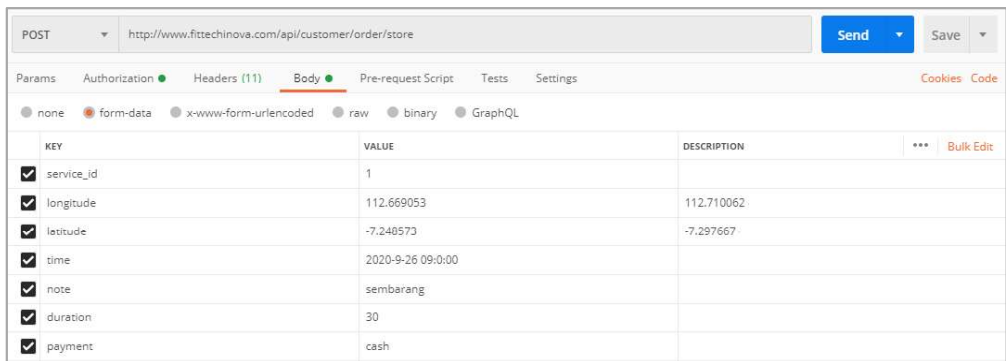 POST http://www.fittechinova.com/api/customer/order/store Send Save
Params Authorization Headers (11) Body Pre-request Script Tests Settings Cookies Code
none form-data x-www-form-urlencoded raw binary GraphQL
KEY VALUE DESCRIPTION ••• Bulk Edit
service_id 1
longitude 112.669053 112.710062
latitude -7.248573 -7.297667
time 2020-9-26 09:0:00
note sembarang
duration 30
payment cash